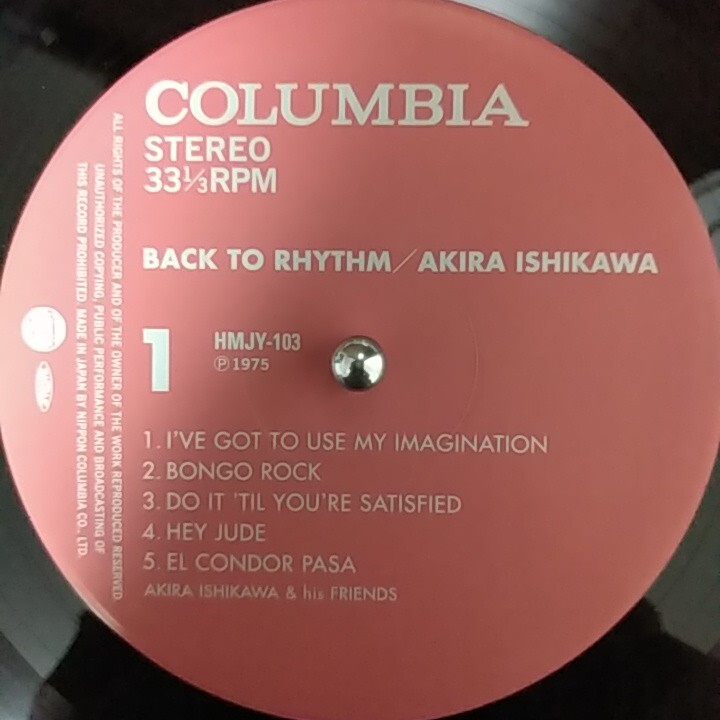 COLUMBIA
STEREO
33⅓RPM
BACK TO RHYTHM/AKIRA ISHIKAWA
1
HMJY-103
Ⓟ1975
1. I'VE GOT TO USE MY IMAGINATION
2. BONGO ROCK
3. DO IT 'TIL YOU'RE SATISFIED
4. HEY JUDE
5. EL CONDOR PASA
AKIRA ISHIKAWA & his FRIENDS
ALL RIGHTS OF THE PRODUCER AND OF THE OWNER OF THE WORK REPRODUCED RESERVED
UNAUTHORIZED COPYING, PUBLIC PERFORMANCE AND BROADCASTING OF
THIS RECORD PROHIBITED. MADE IN JAPAN BY NIPPON COLUMBIA CO., LTD.